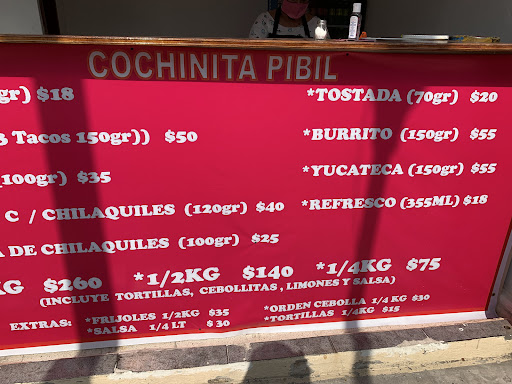 COCHINITA PIBIL
gr) $18
3 Tacos 150gr)) $50
(100gr) $35
C / CHILAQUILES (120gr) $40
A DE CHILAQUILES (100gr) $25
*TOSTADA (70gr) $20
*BURRITO (150gr) $55
*YUCATECA (150gr) $55
*REFRESCO (355ML) $18
KG $260 *1/2KG $140 *1/4KG $75
(INCLUYE TORTILLAS, CEBOLLITAS, LIMONES Y SALSA)
EXTRAS: *FRIJOLES 1/2KG $35
*SALSA 1/4 LT $30
*ORDEN CEBOLLA 1/4 KG $30
*TORTILLAS 1/4KG $15